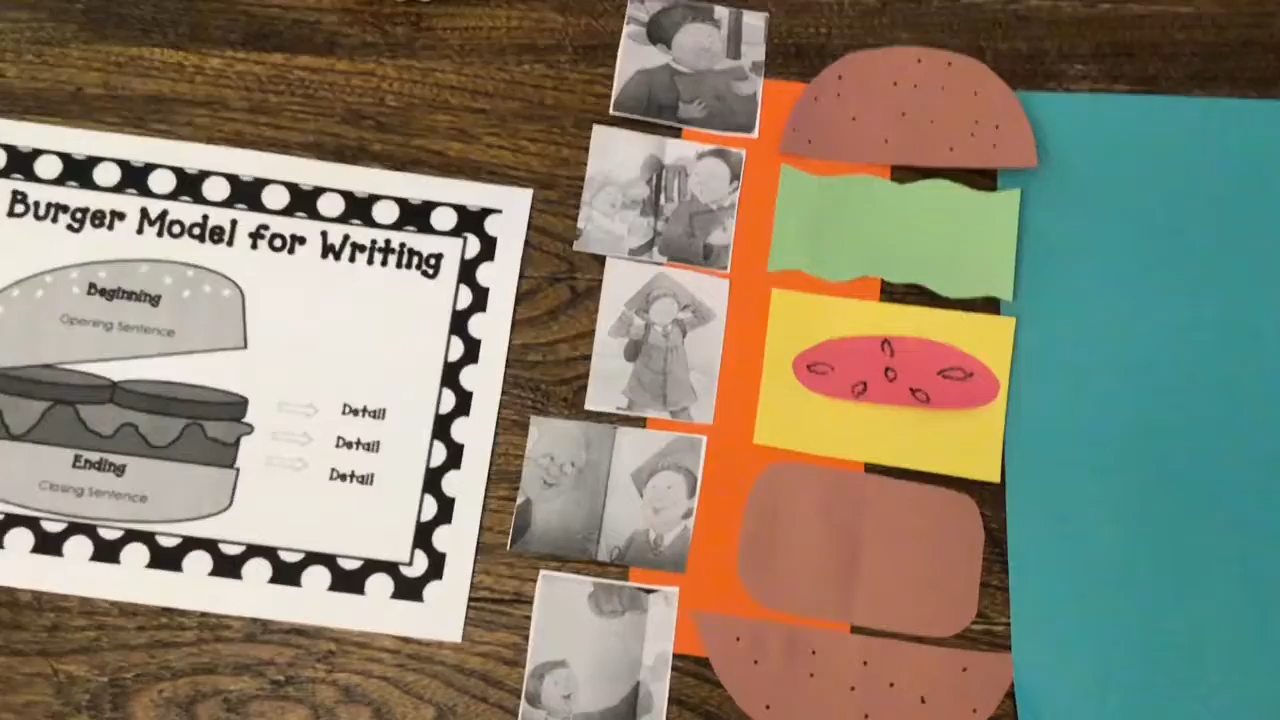 Burger Model for Writing
Beginning
Opening Sentence
Detail
Detail
Detail
Ending
Closing Sentence